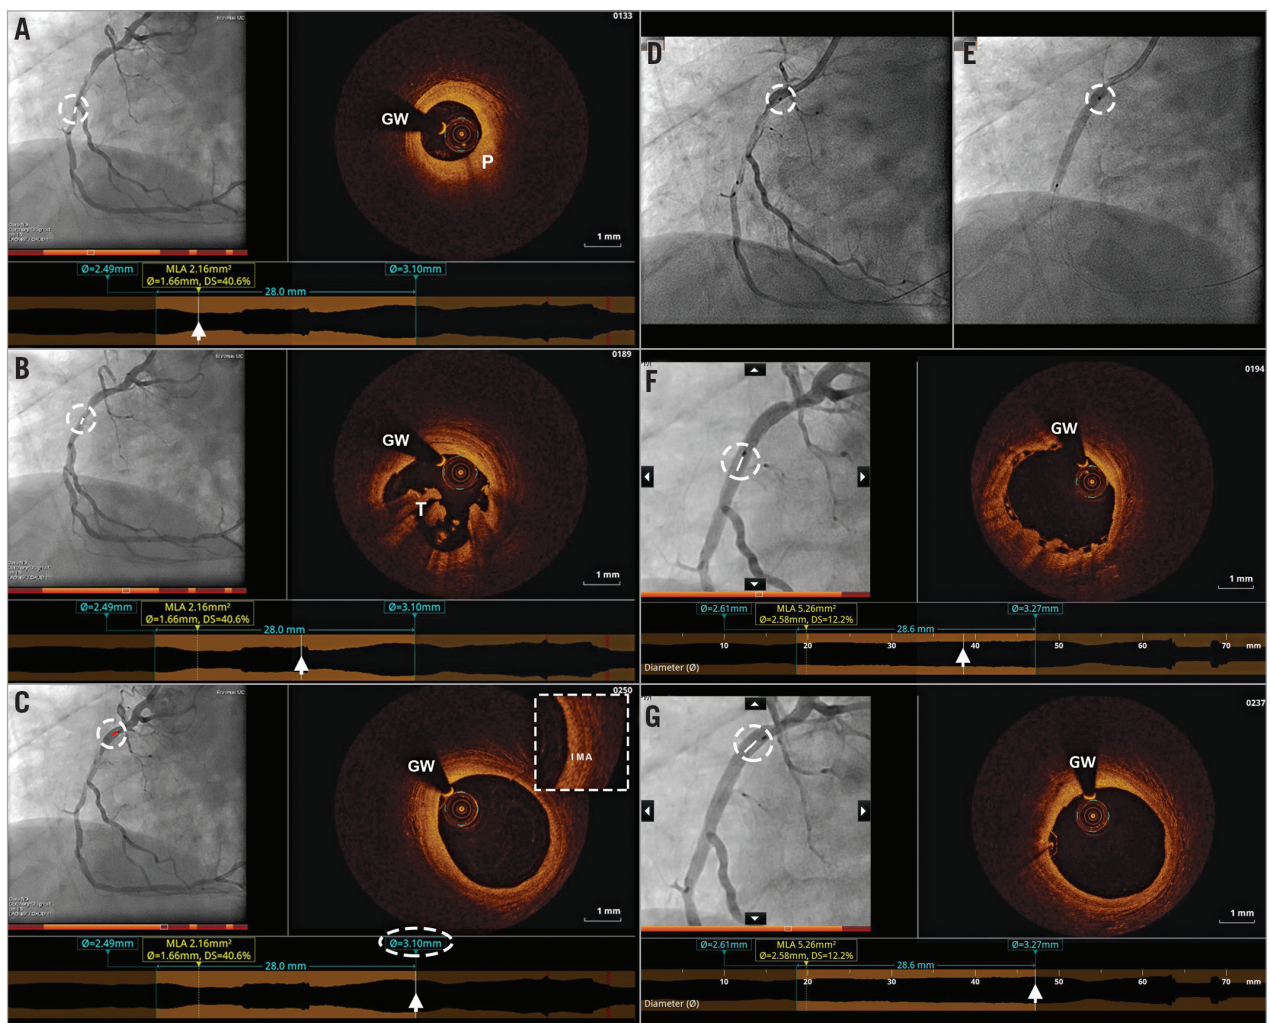 A
0133
GW
P
1 mm
Ø=2.49mm
MLA 2.16mm²
Ø=1.66mm, DS=40.6%
Ø=3.10mm
28.0 mm
B
0189
GW
T
1 mm
Ø=2.49mm
MLA 2.16mm²
Ø=1.66mm, DS=40.6%
Ø=3.10mm
28.0 mm
C
0250
IMA
GW
1 mm
Ø=2.49mm
MLA 2.16mm²
Ø=1.66mm, DS=40.6%
Ø=3.10mm
28.0 mm
D
E
F
0194
GW
1 mm
Ø=2.61mm
MLA 5.26mm²
Ø=2.58mm, DS=12.2%
Ø=3.27mm
28.6 mm
10 20 30 40 50 60 70 mm
Diameter (Ø)
G
0237
GW
1 mm
Ø=2.61mm
MLA 5.26mm²
Ø=2.58mm, DS=12.2%
Ø=3.27mm
28.6 mm
10 20 30 40 50 60 70 mm
Diameter (Ø)